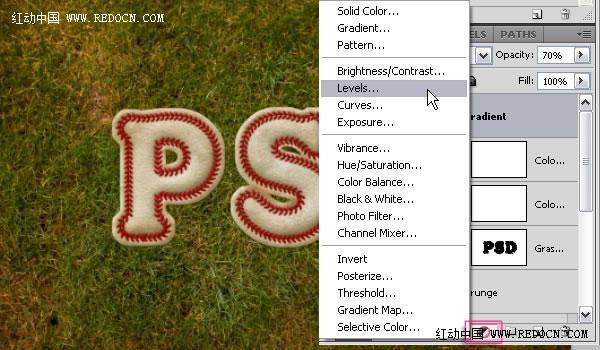 红动中国 WWW.REDOCN.COM
PS
Solid Color...
Gradient...
Pattern...
Brightness/Contrast...
Levels...
Curves...
Exposure...
Vibrance...
Hue/Saturation...
Color Balance...
Black & White...
Photo Filter...
Channel Mixer...
Invert
Posterize...
Threshold...
Gradient Map...
Selective Color...
ELS PATHS
Opacity: 70%
Fill: 100%
radient
Colo...
Colo...
PSD Gras...
runge
红动中国 WWW.REDOCN.COM